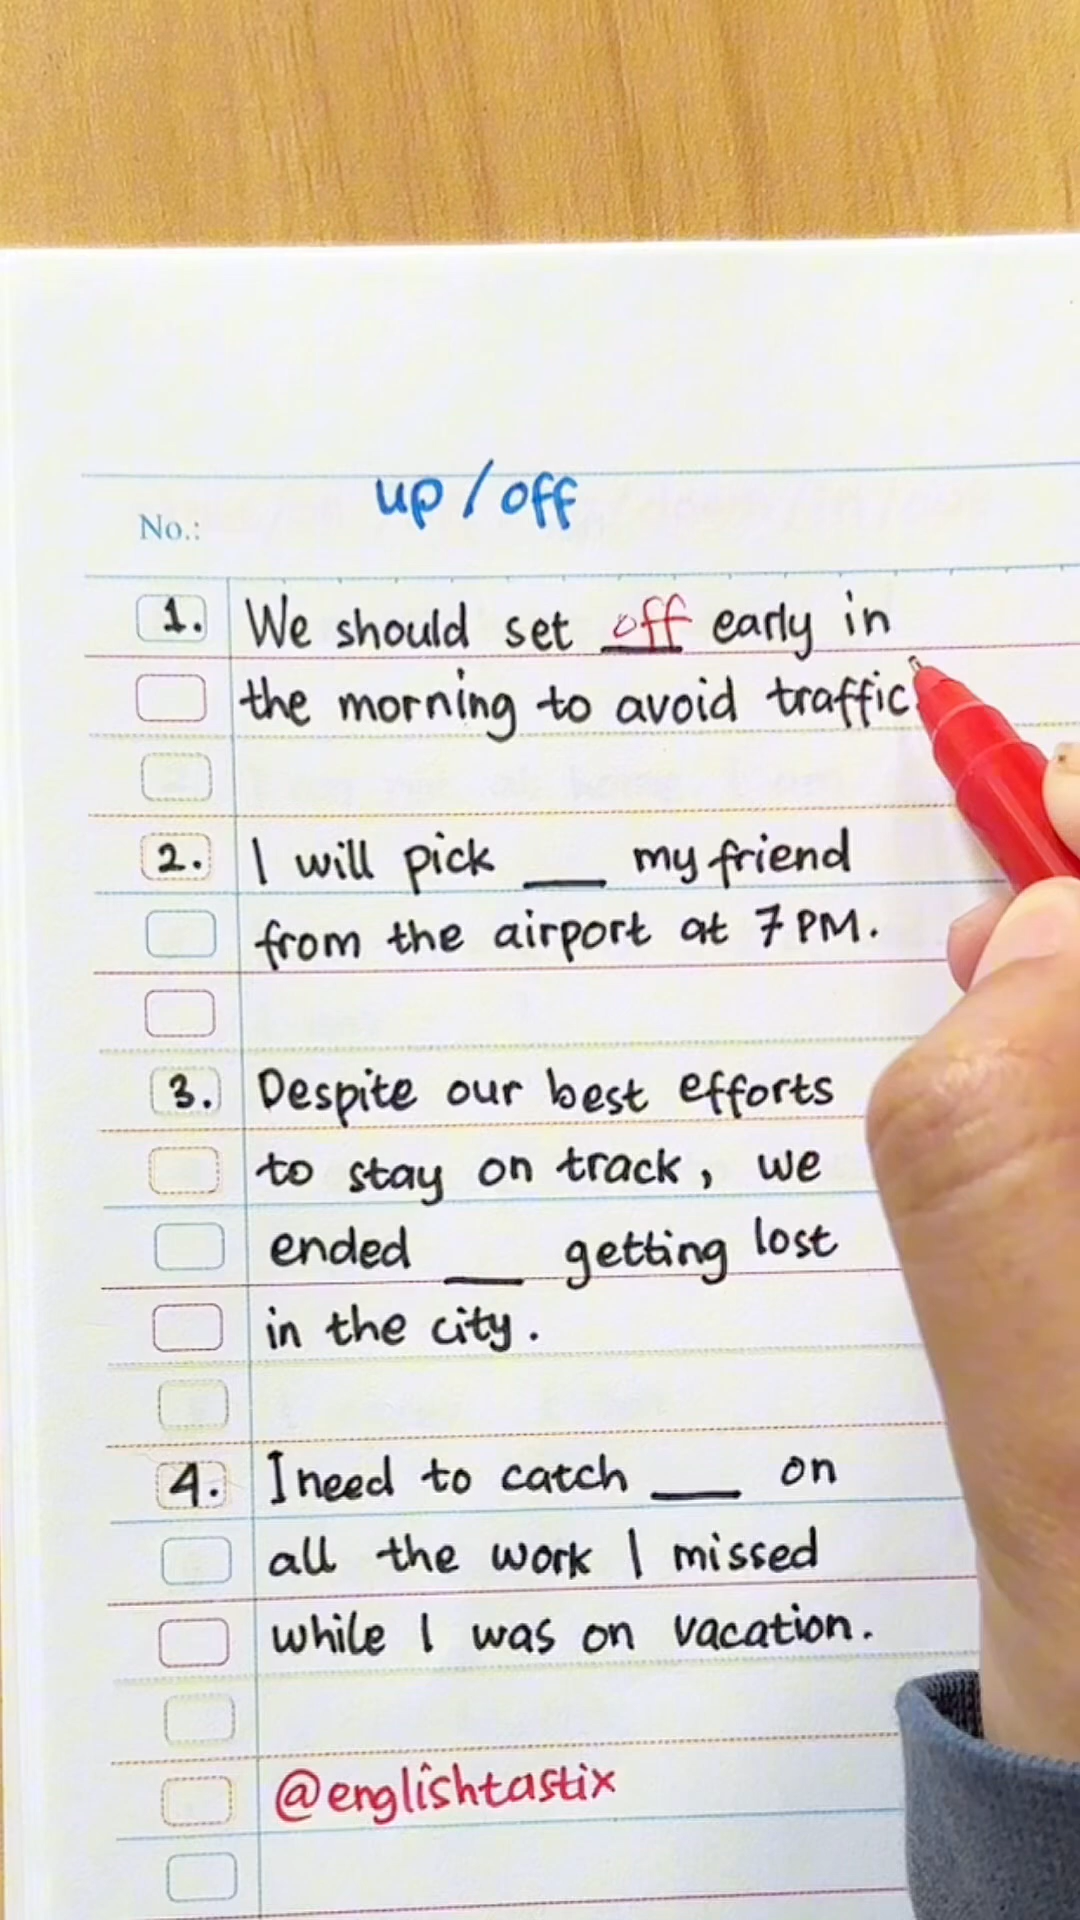 up / off
No.:
1. We should set off early in
the morning to avoid traffic
2. I will pick ___ my friend
from the airport at 7 PM.
3. Despite our best efforts
to stay on track, we
ended ___ getting lost
in the city.
4. I need to catch ___ on
all the work I missed
while I was on vacation.
@englishtastix